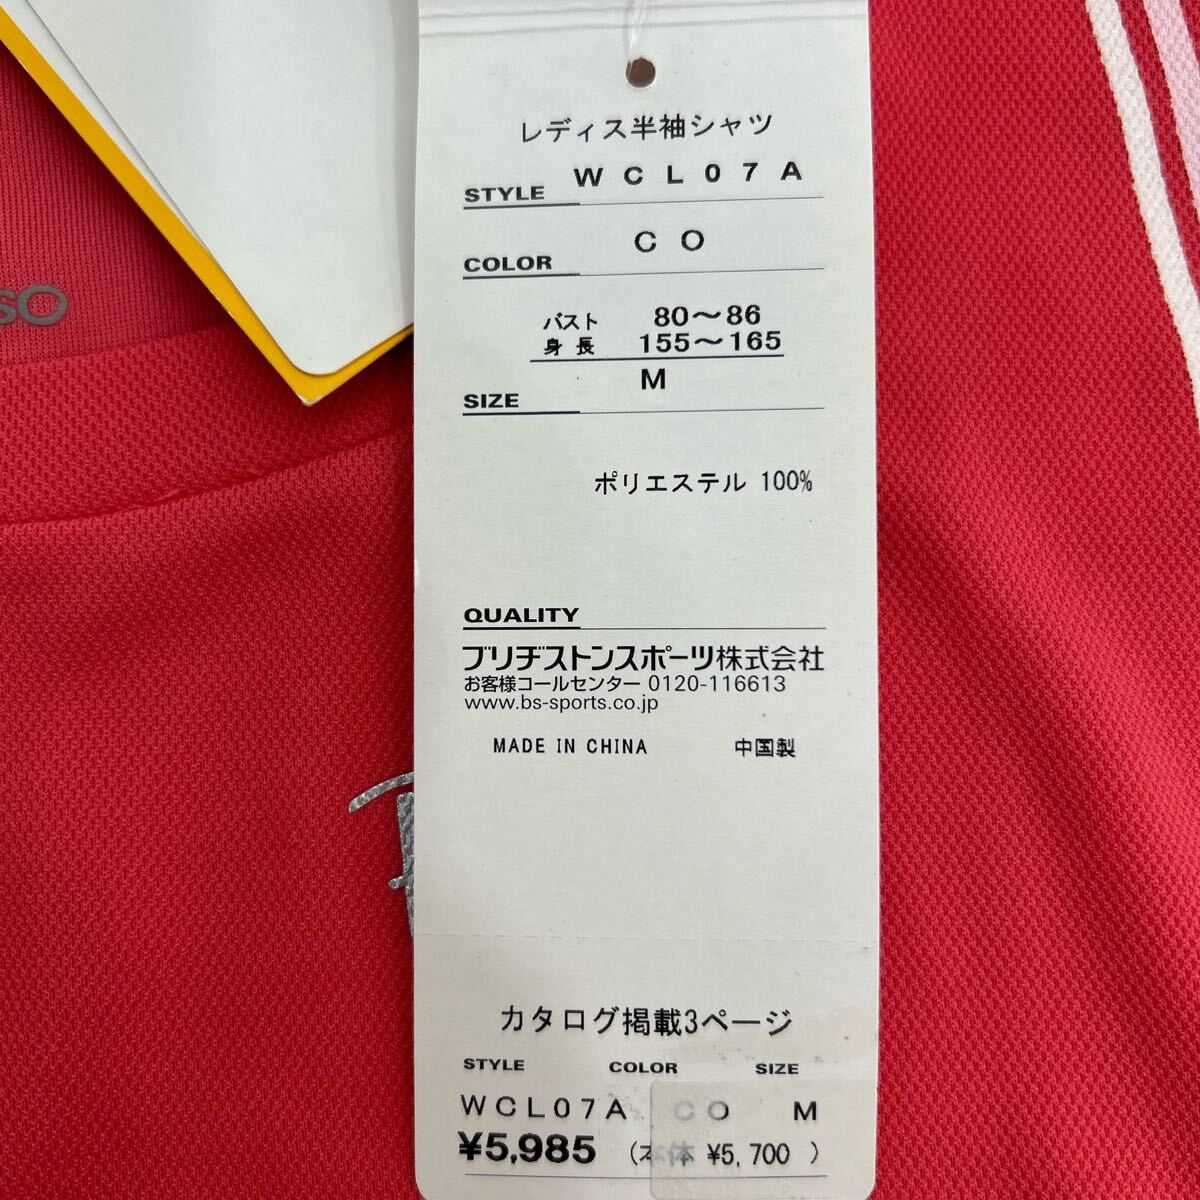 レディス半袖シャツ
STYLE WCL07A
COLOR CO
バスト 80〜86
身長 155〜165
SIZE M
ポリエステル 100%
QUALITY
ブリヂストンスポーツ株式会社
お客様コールセンター 0120-116613
www.bs-sports.co.jp
MADE IN CHINA 中国製
カタログ掲載3ページ
STYLE COLOR SIZE
WCL07A CO M
¥5,985 (本体 ¥5,700 )